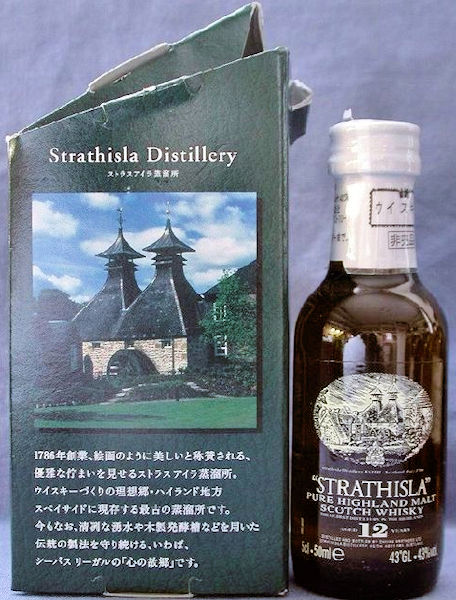 Strathisla Distillery
ストラスアイラ蒸溜所
1786年創業、絵画のように美しいと称賛される、
優雅な佇まいを見せるストラスアイラ蒸溜所。
ウイスキーづくりの理想郷・ハイランド地方
スペイサイドに現存する最古の蒸溜所です。
今もなお、清冽な湧水や木製発酵槽などを用いた
伝統の製法を守り続ける、いわば、
シーバス リーガルの「心の故郷」です。
ウイスキ
非売品
"STRATHISLA"
PURE HIGHLAND MALT
SCOTCH WHISKY
12 YEARS
5cl-50ml e
43°GL-43%vol